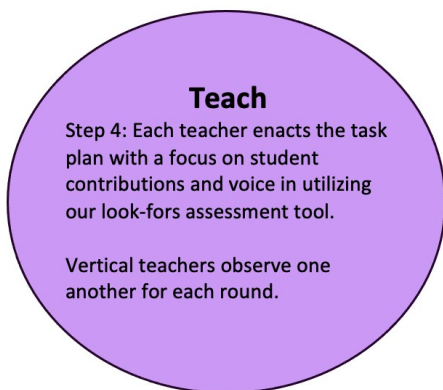 Teach
Step 4: Each teacher enacts the task
plan with a focus on student
contributions and voice in utilizing
our look-fors assessment tool.
Vertical teachers observe one
another for each round.